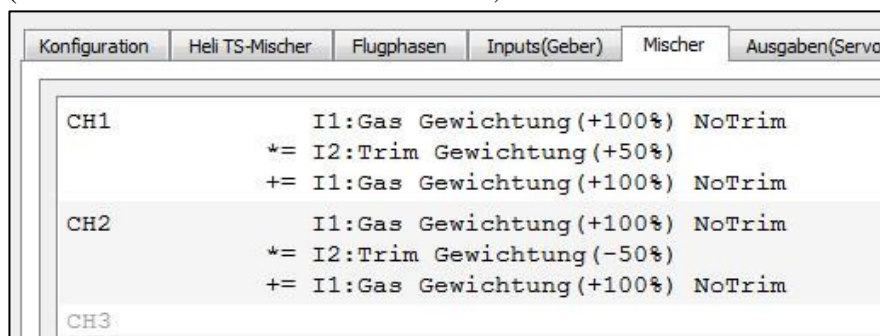 Konfiguration Heli TS-Mischer Flugphasen Inputs(Geber) Mischer Ausgaben(Servo
CH1 I1:Gas Gewichtung(+100%) NoTrim
*= I2:Trim Gewichtung(+50%)
+= I1:Gas Gewichtung(+100%) NoTrim
CH2 I1:Gas Gewichtung(+100%) NoTrim
*= I2:Trim Gewichtung(-50%)
+= I1:Gas Gewichtung(+100%) NoTrim
CH3